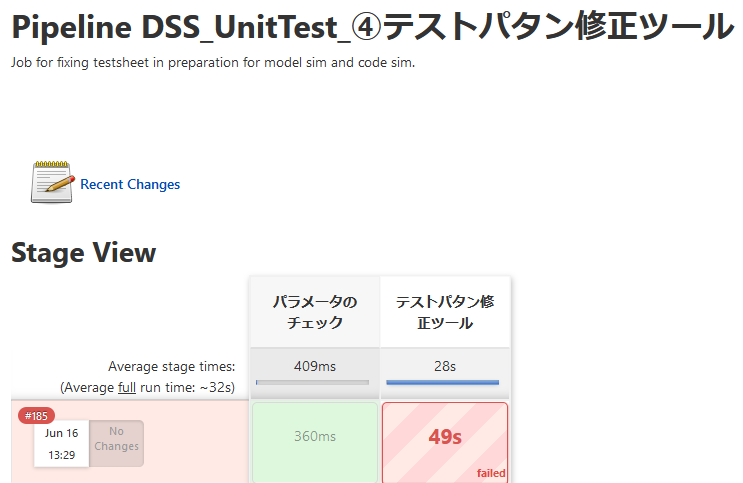 Pipeline DSS_UnitTest_④テストパタン修正ツール
Job for fixing testsheet in preparation for model sim and code sim.
Recent Changes
Stage View
パラメータの
チェック
テストパタン修
正ツール
Average stage times:
(Average full run time: ~32s)
409ms
28s
#185
Jun 16
13:29
No
Changes
360ms
49s
failed